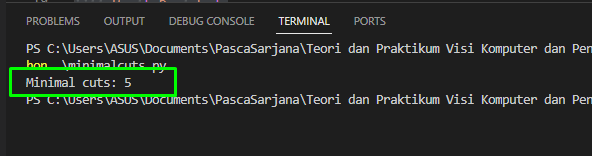 PROBLEMS OUTPUT DEBUG CONSOLE TERMINAL PORTS
PS C:\Users\ASUS\Documents\PascaSarjana\Teori dan Praktikum Visi Komputer dan Pen
hon .\minimalcuts.py
Minimal cuts: 5
PS C:\Users\ASUS\Documents\PascaSarjana\Teori dan Praktikum Visi Komputer dan Pen